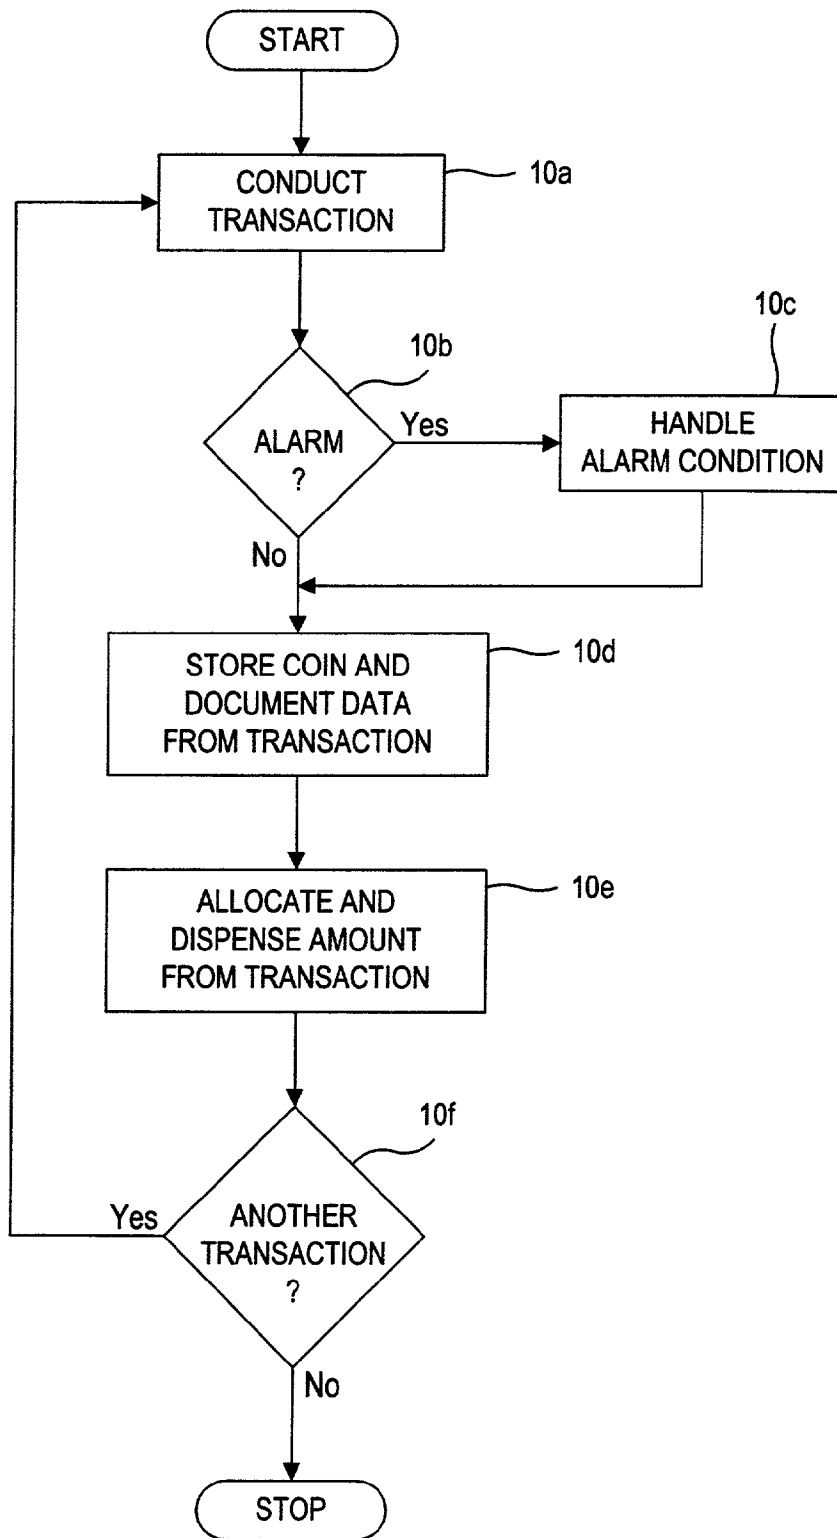 START
CONDUCT
TRANSACTION
10a
10b
10c
ALARM
?
Yes
HANDLE
ALARM CONDITION
No
STORE COIN AND
DOCUMENT DATA
FROM TRANSACTION
10d
ALLOCATE AND
DISPENSE AMOUNT
FROM TRANSACTION
10e
10f
Yes
ANOTHER
TRANSACTION
?
No
STOP